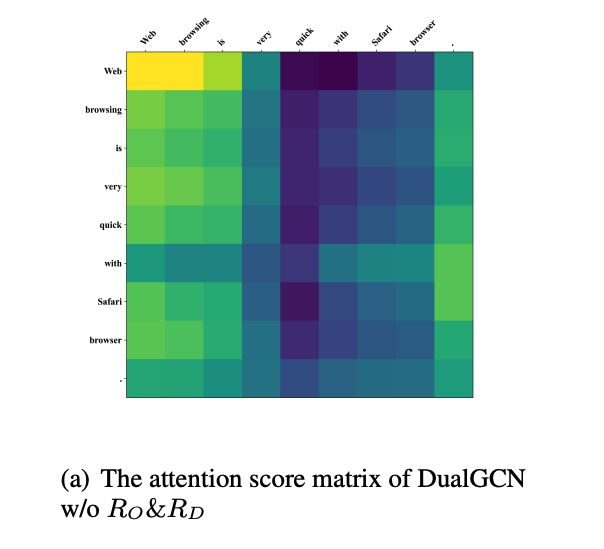 Web browsing is very quick with Safari browser .
Web
browsing
is
very
quick
with
Safari
browser
.
(a) The attention score matrix of DualGCN
w/o R_O&R_D